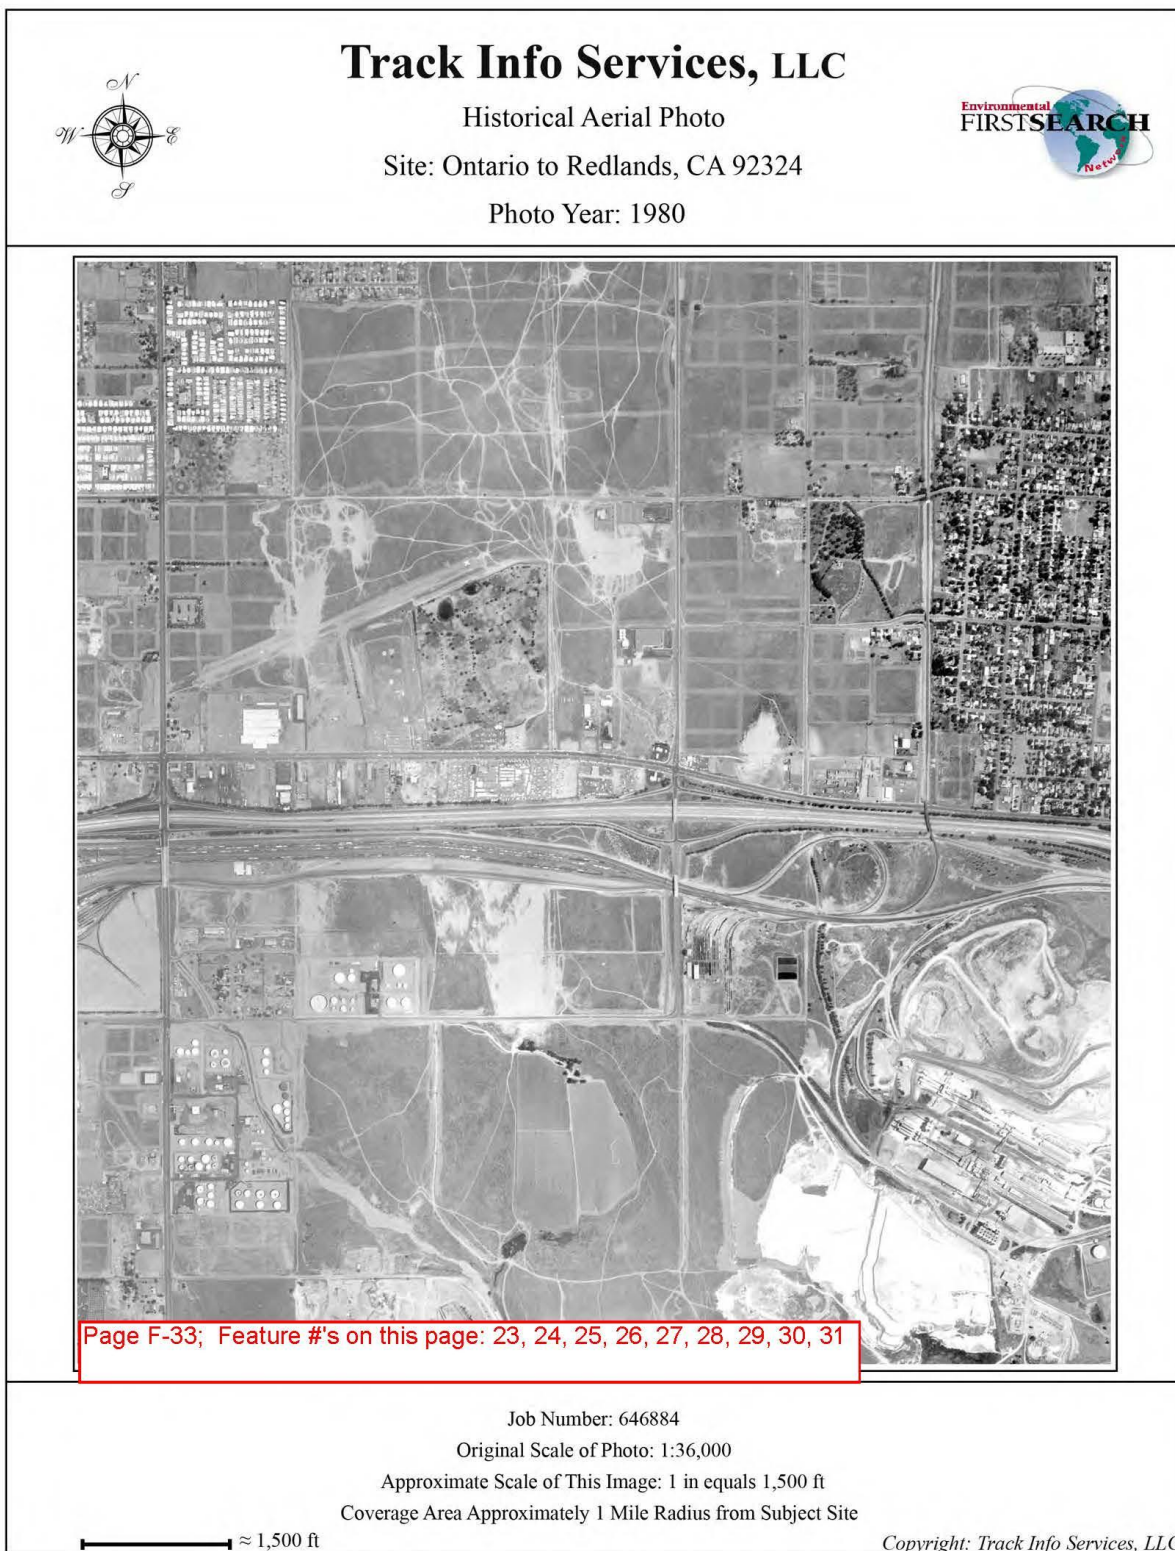 Track Info Services, LLC
Historical Aerial Photo
Site: Ontario to Redlands, CA 92324
Photo Year: 1980
N
W E
S
Environmental
FIRSTSEARCH
Network
Page F-33; Feature #'s on this page: 23, 24, 25, 26, 27, 28, 29, 30, 31
Job Number: 646884
Original Scale of Photo: 1:36,000
Approximate Scale of This Image: 1 in equals 1,500 ft
Coverage Area Approximately 1 Mile Radius from Subject Site
≈ 1,500 ft
Copyright: Track Info Services, LLC